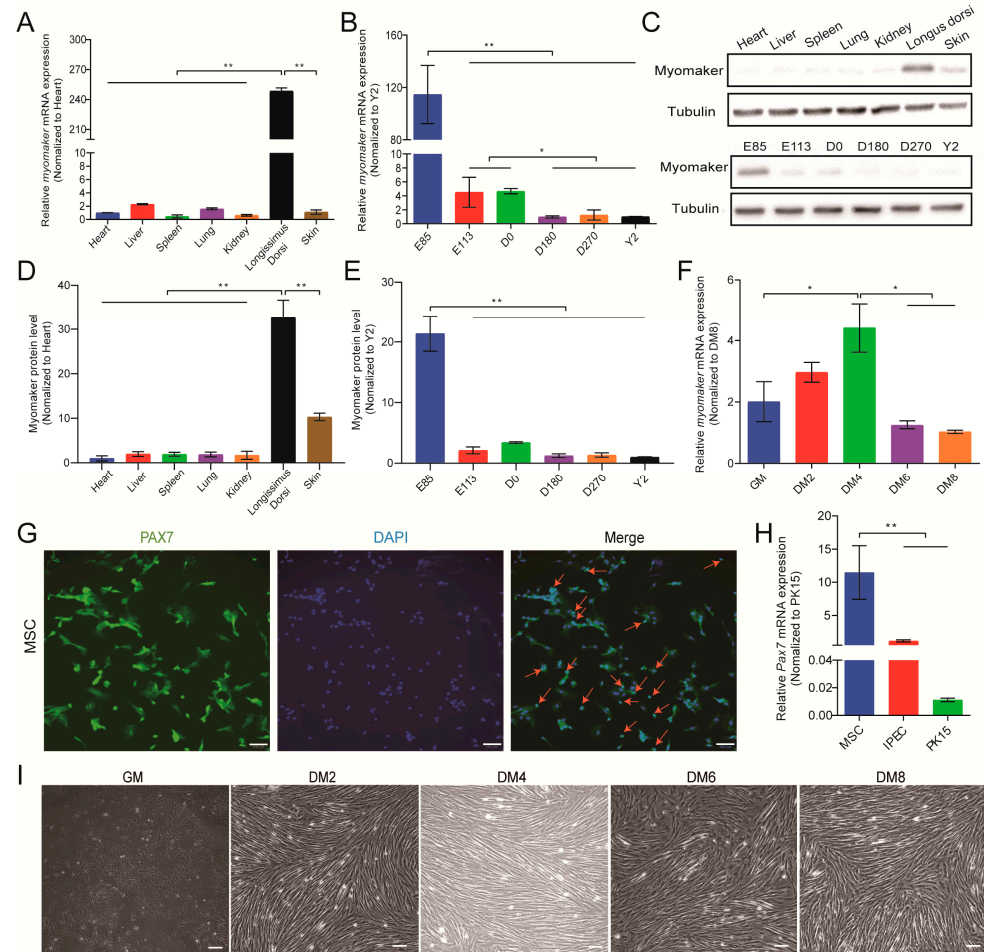 A
Relative myomaker mRNA expression
(Nomalized to Heart)
300
250
200
150
100
10
8
6
4
2
0
**
**
Heart
Liver
Spleen
Lung
Kidney
Longissimus
Dorsi
Skin
B
Relative myomaker mRNA expression
(Nomalized to Y2)
160
120
80
10
8
6
4
2
0
**
*
E85
E113
D0
D180
D270
Y2
C
Heart
Liver
Spleen
Lung
Kidney
Longus dorsi
Skin
Myomaker
Tubulin
E85 E113 D0 D180 D270 Y2
Myomaker
Tubulin
D
Myomaker protein level
(Nomalized to Heart)
40
30
20
10
0
**
**
Heart
Liver
Spleen
Lung
Kidney
Longissimus
Dorsi
Skin
E
Myomaker protein level
(Nomalized to Y2)
30
20
10
0
**
E85
E113
D0
D180
D270
Y2
F
Relative myomaker mRNA expression
(Nomalized to DM8)
6
4
2
0
*
*
GM
DM2
DM4
DM6
DM8
G
PAX7
DAPI
Merge
MSC
H
Relative Pax7 mRNA expression
(Nomalized to PK15)
20
15
10
5
0.04
0.02
0.00
**
MSC
IPEC
PK15
I
GM
DM2
DM4
DM6
DM8